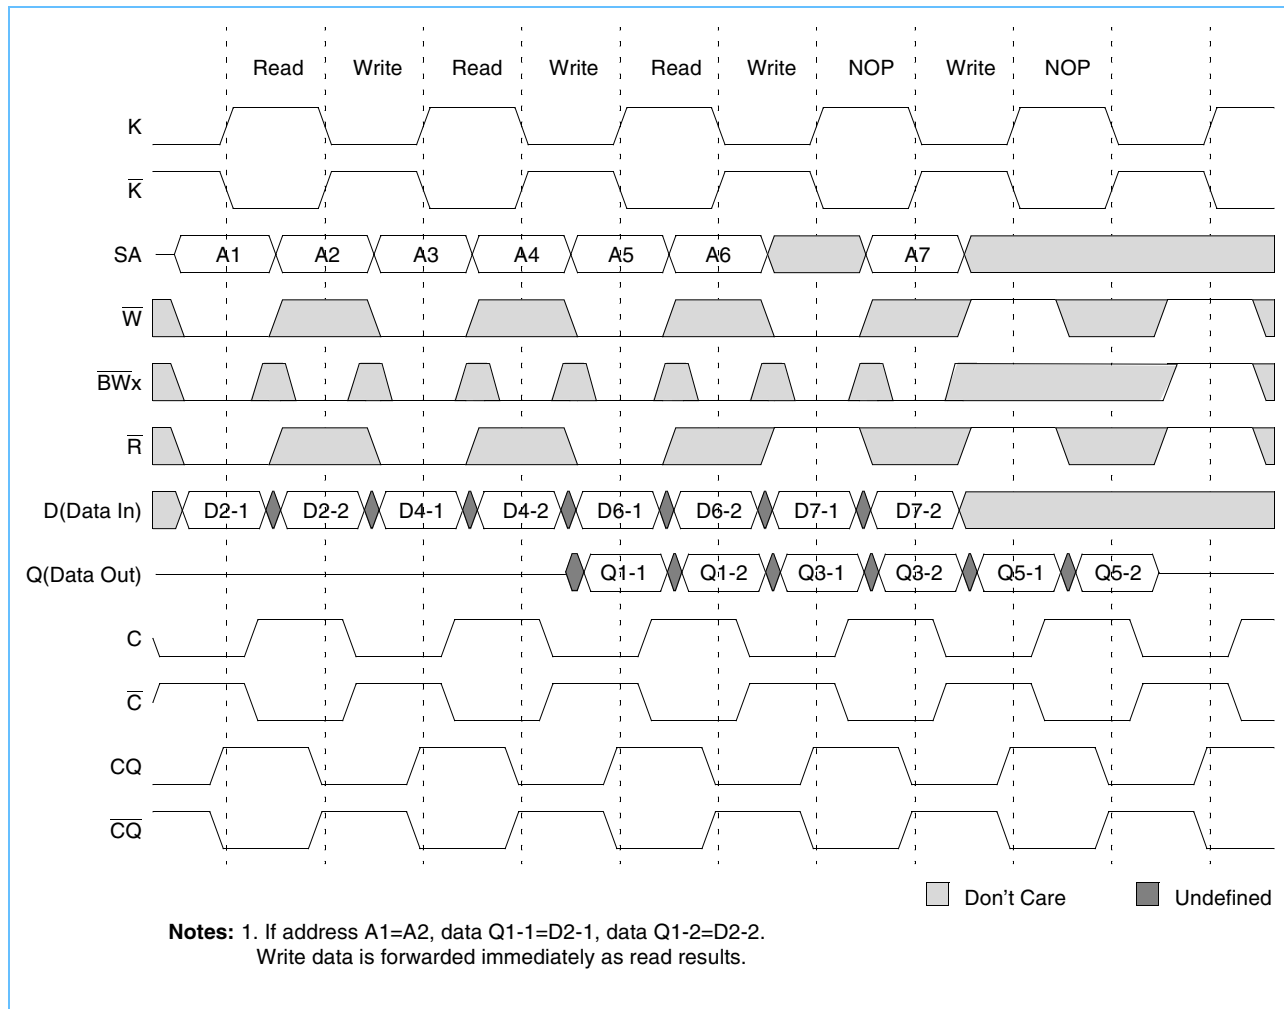 Read Write Read Write Read Write NOP Write NOP
K
K̅
SA A1 A2 A3 A4 A5 A6 A7
W̅
B̅W̅x
R̅
D(Data In) D2-1 D2-2 D4-1 D4-2 D6-1 D6-2 D7-1 D7-2
Q(Data Out) Q1-1 Q1-2 Q3-1 Q3-2 Q5-1 Q5-2
C
C̅
CQ
C̅Q̅
Don't Care Undefined
Notes: 1. If address A1=A2, data Q1-1=D2-1, data Q1-2=D2-2.
Write data is forwarded immediately as read results.